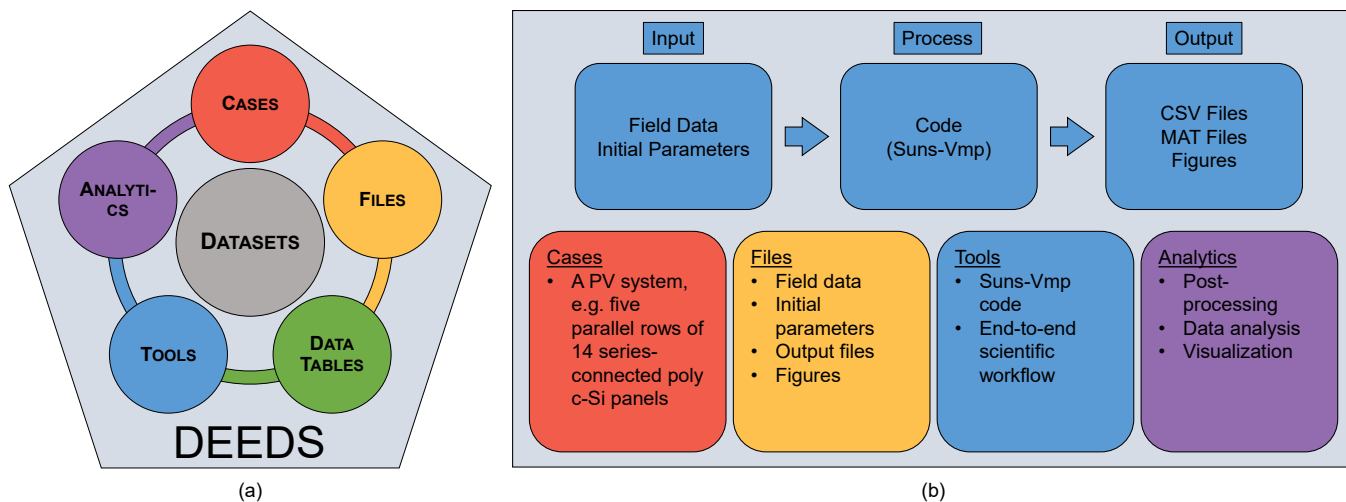 CASES
ANALYTI-
CS
FILES
DATASETS
TOOLS
DATA
TABLES
DEEDS
(a)
Input
Process
Output
Field Data
Initial Parameters
Code
(Suns-Vmp)
CSV Files
MAT Files
Figures
Cases
• A PV system,
e.g. five
parallel rows of
14 series-
connected poly
c-Si panels
Files
• Field data
• Initial
parameters
• Output files
• Figures
Tools
• Suns-Vmp
code
• End-to-end
scientific
workflow
Analytics
• Post-
processing
• Data analysis
• Visualization
(b)